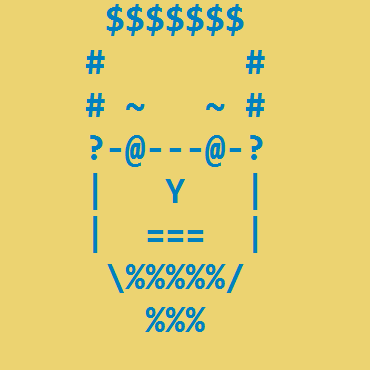 $$$$$$$
#       #
# ~   ~ #
?-@---@-?
|   Y   |
|  ===  |
 \%%%%%/
   %%%